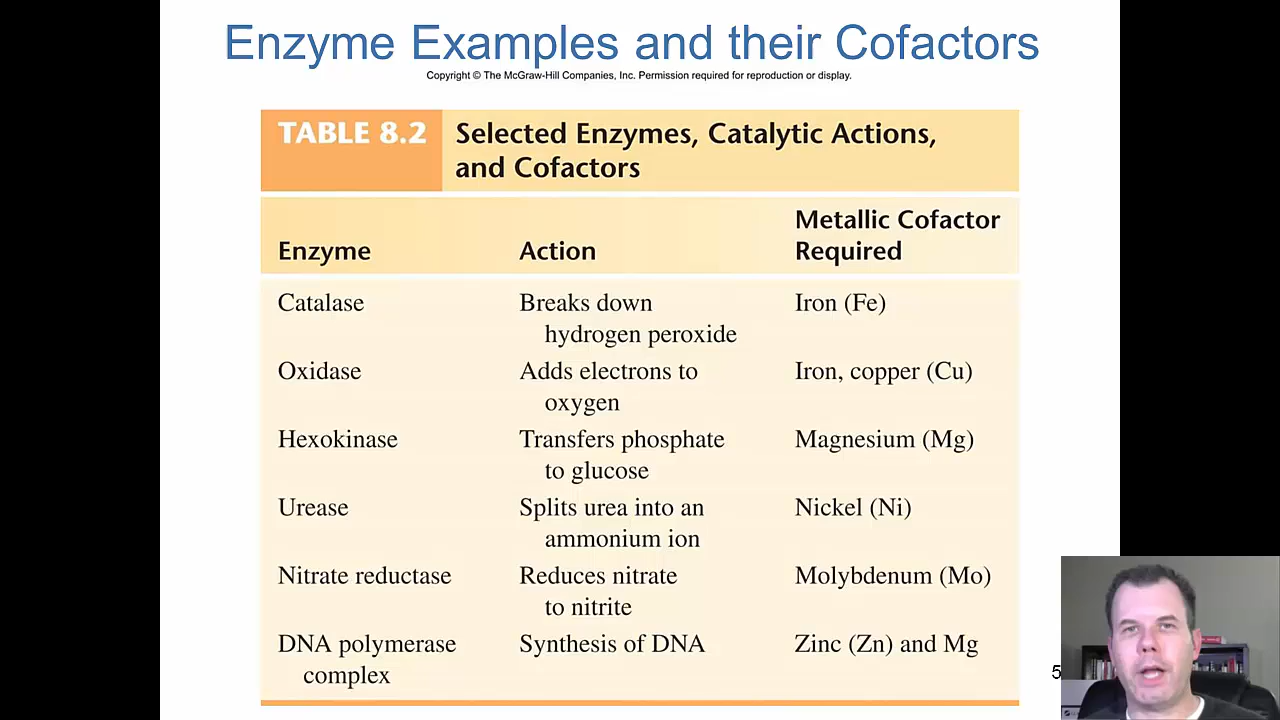 Enzyme Examples and their Cofactors
Copyright © The McGraw-Hill Companies, Inc. Permission required for reproduction or display.
TABLE 8.2
Selected Enzymes, Catalytic Actions,
and Cofactors
Enzyme
Action
Metallic Cofactor
Required
Catalase
Breaks down
hydrogen peroxide
Iron (Fe)
Oxidase
Adds electrons to
oxygen
Iron, copper (Cu)
Hexokinase
Transfers phosphate
to glucose
Magnesium (Mg)
Urease
Splits urea into an
ammonium ion
Nickel (Ni)
Nitrate reductase
Reduces nitrate
to nitrite
Molybdenum (Mo)
DNA polymerase
complex
Synthesis of DNA
Zinc (Zn) and Mg
5